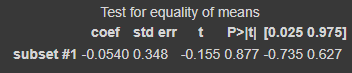 Test for equality of means
coef std err t P>|t| [0.025 0.975]
subset #1 -0.0540 0.348 -0.155 0.877 -0.735 0.627